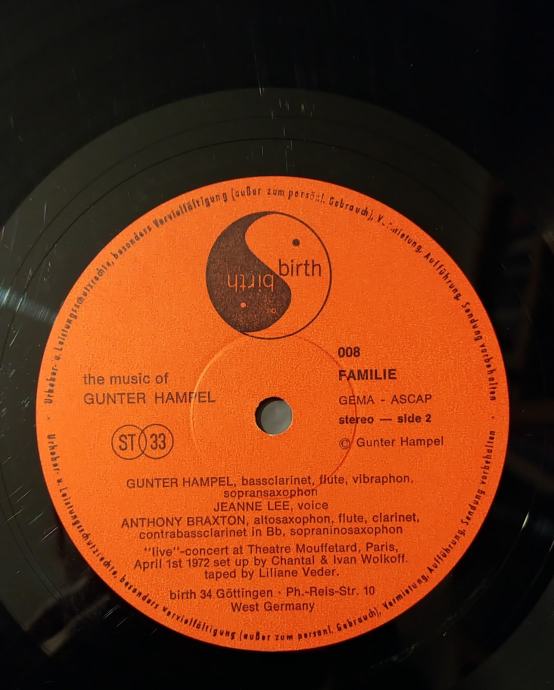 Urheber- u. Leistungsschutzrechte, besonders Vervielfältigung (außer zum persönl. Gebrauch), Vermietung, Aufführung, Sendung vorbehalten
birth
birth
008
FAMILIE
the music of
GUNTER HAMPEL
GEMA - ASCAP
stereo — side 2
ST 33
© Gunter Hampel
GUNTER HAMPEL, bassclarinet, flute, vibraphon,
sopransaxophon
JEANNE LEE, voice
ANTHONY BRAXTON, altosaxophon, flute, clarinet,
contrabassclarinet in Bb, sopraninosaxophon
"live"-concert at Theatre Mouffetard, Paris,
April 1st 1972 set up by Chantal & Ivan Wolkoff.
taped by Liliane Veder.
birth 34 Göttingen · Ph.-Reis-Str. 10
West Germany
Urheber- u. Leistungsschutzrechte, besonders Vervielfältigung (außer zum persönl. Gebrauch), Vermietung, Aufführung, Sendung vorbehalten